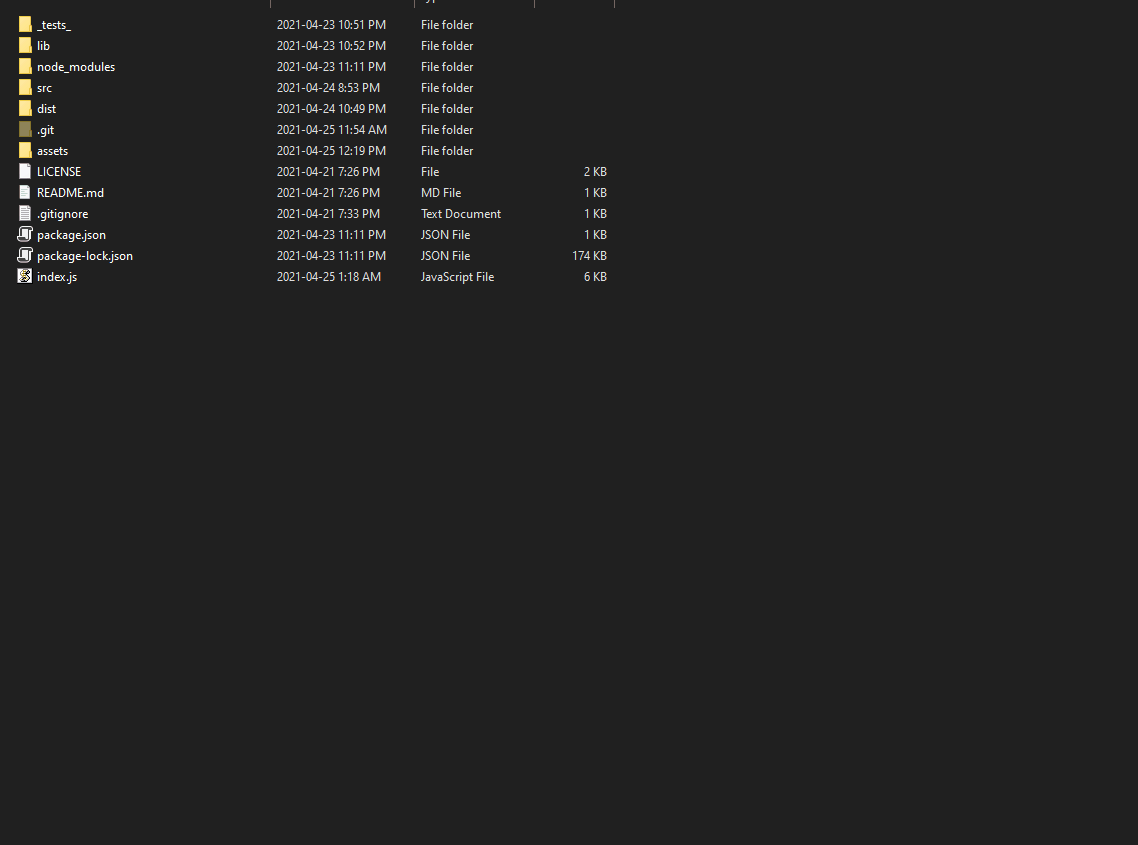 _tests_ 2021-04-23 10:51 PM File folder
lib 2021-04-23 10:52 PM File folder
node_modules 2021-04-23 11:11 PM File folder
src 2021-04-24 8:53 PM File folder
dist 2021-04-24 10:49 PM File folder
.git 2021-04-25 11:54 AM File folder
assets 2021-04-25 12:19 PM File folder
LICENSE 2021-04-21 7:26 PM File 2 KB
README.md 2021-04-21 7:26 PM MD File 1 KB
.gitignore 2021-04-21 7:33 PM Text Document 1 KB
package.json 2021-04-23 11:11 PM JSON File 1 KB
package-lock.json 2021-04-23 11:11 PM JSON File 174 KB
index.js 2021-04-25 1:18 AM JavaScript File 6 KB